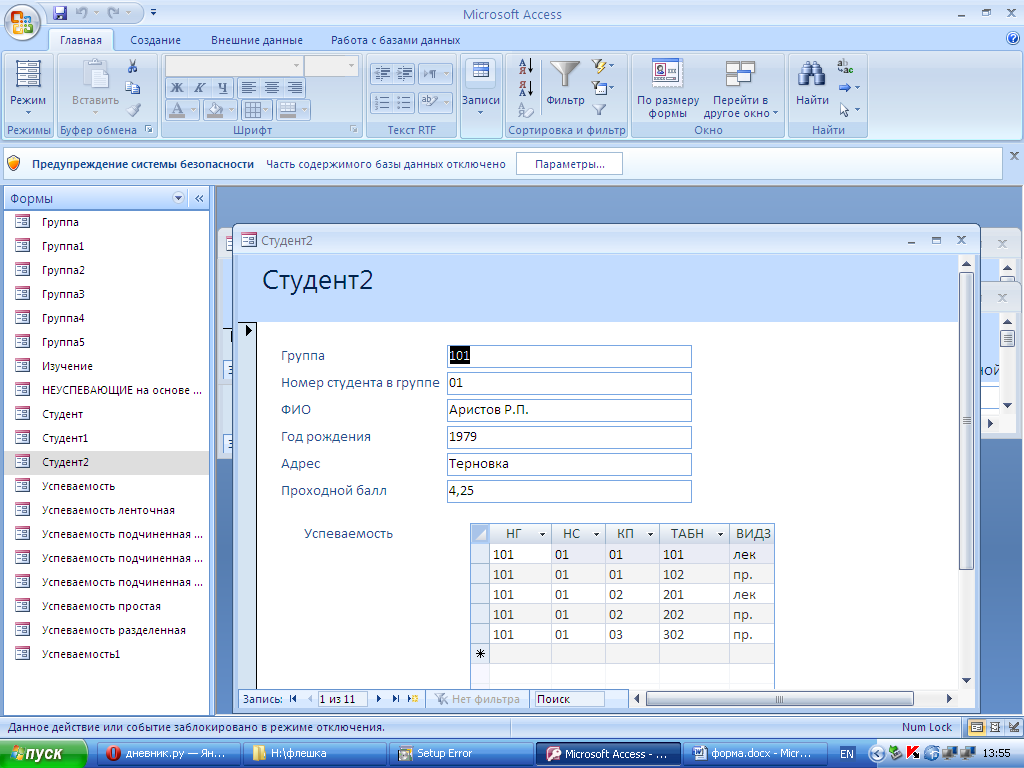 Microsoft Access
Главная Создание Внешние данные Работа с базами данных
Режим Вставить Ж К Ч Записи Фильтр По размеру формы Перейти в другое окно Найти
Режимы Буфер обмена Шрифт Текст RTF Сортировка и фильтр Окно Найти
Предупреждение системы безопасности Часть содержимого базы данных отключено Параметры...
Формы
Группа
Группа1
Группа2
Группа3
Группа4
Группа5
Изучение
НЕУСПЕВАЮЩИЕ на основе ...
Студент
Студент1
Студент2
Успеваемость
Успеваемость ленточная
Успеваемость подчиненная ...
Успеваемость подчиненная ...
Успеваемость подчиненная ...
Успеваемость простая
Успеваемость разделенная
Успеваемость1
Студент2
Студент2
Группа 101
Номер студента в группе 01
ФИО Аристов Р.П.
Год рождения 1979
Адрес Терновка
Проходной балл 4,25
Успеваемость
НГ НС КП ТАБН ВИДЗ
101 01 01 101 лек
101 01 01 102 пр.
101 01 02 201 лек
101 01 02 202 пр.
101 01 03 302 пр.
Запись: 1 из 11 Нет фильтра Поиск
Данное действие или событие заблокировано в режиме отключения. Num Lock
пуск дневник.ру — Ян... H:\флешка Setup Error Microsoft Access - ... форма.docx - Micr... EN 13:55